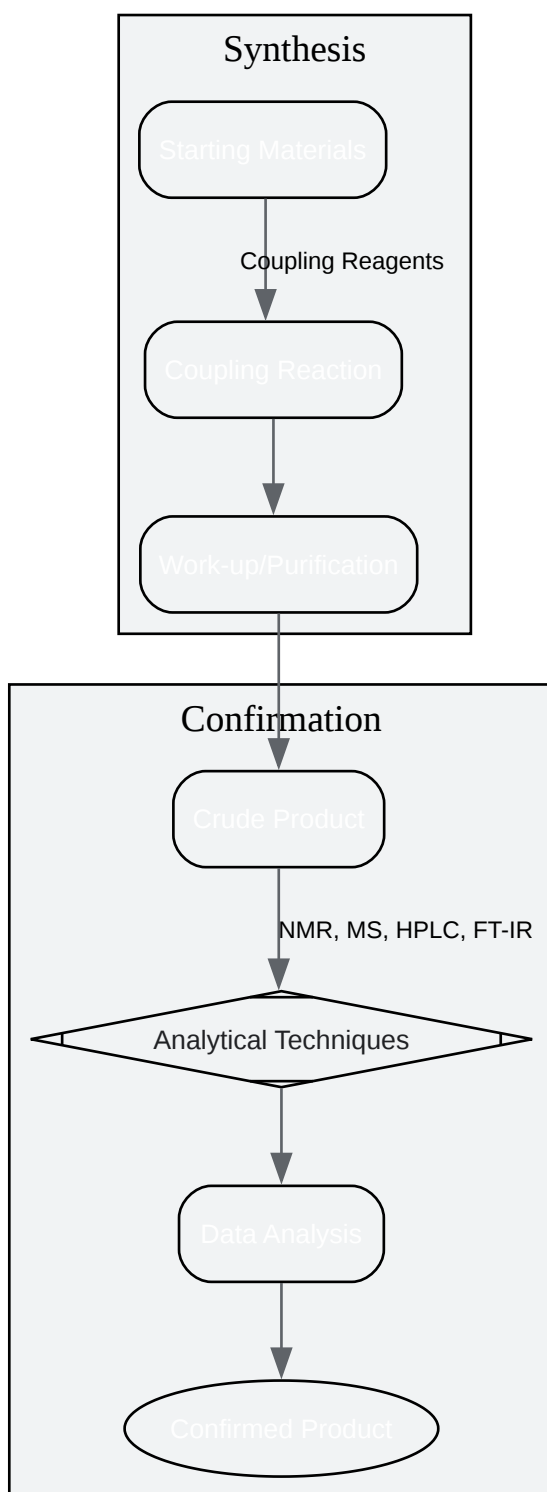 Synthesis
Starting Materials
Coupling Reagents
Coupling Reaction
Work-up/Purification
Confirmation
Crude Product
NMR, MS, HPLC, FT-IR
Analytical Techniques
Data Analysis
Confirmed Product